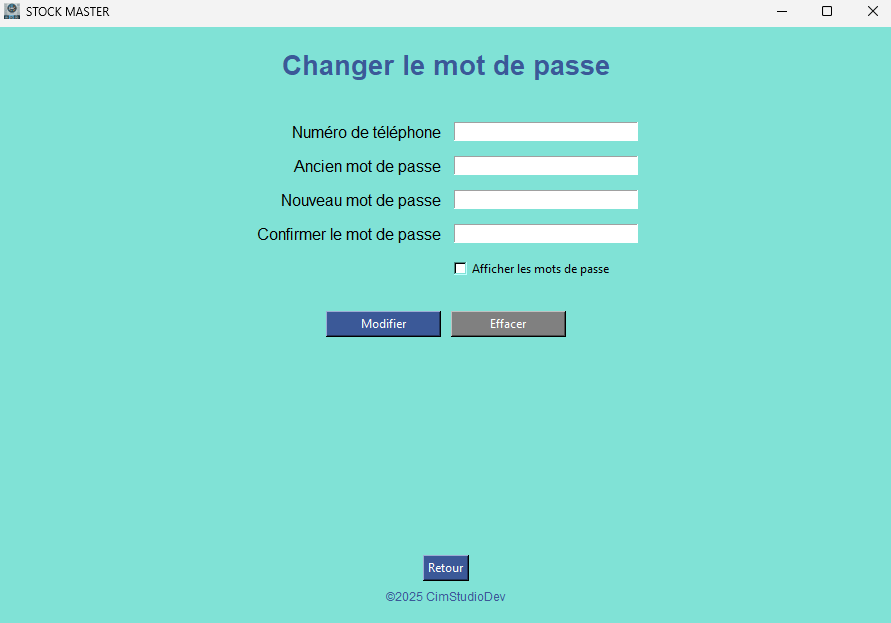 STOCK MASTER
Changer le mot de passe
Numéro de téléphone
Ancien mot de passe
Nouveau mot de passe
Confirmer le mot de passe
Afficher les mots de passe
Modifier Effacer
Retour
©2025 CimStudioDev